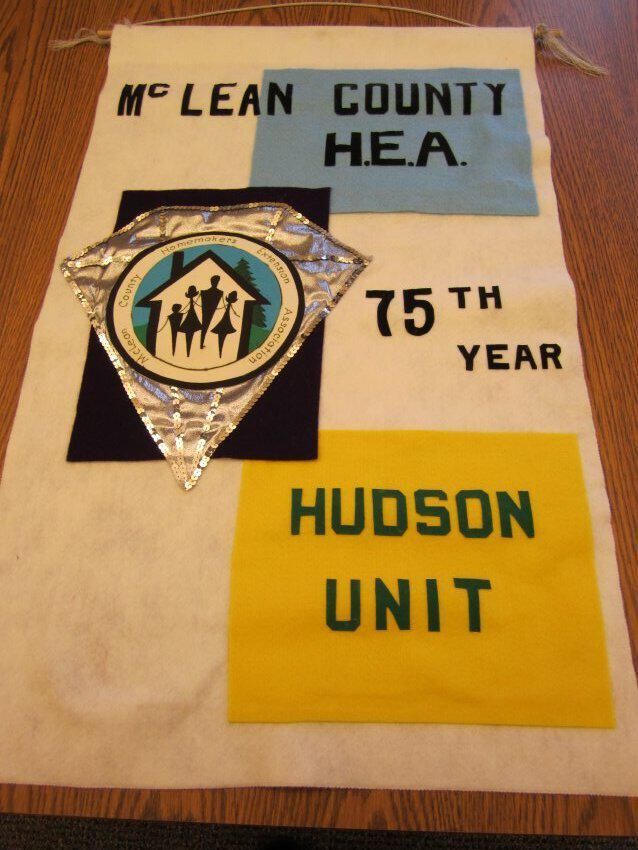 McLEAN COUNTY
H.E.A.
McLean County Homemakers Extension Association
75TH
YEAR
HUDSON
UNIT